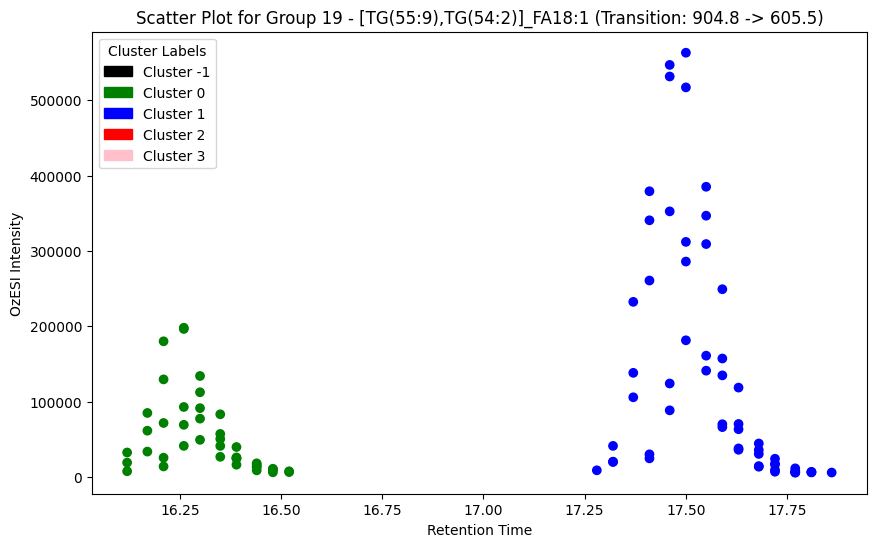 Scatter Plot for Group 19 - [TG(55:9),TG(54:2)]_FA18:1 (Transition: 904.8 -> 605.5)
Cluster Labels
Cluster -1
Cluster 0
Cluster 1
Cluster 2
Cluster 3
OzESI Intensity
500000
400000
300000
200000
100000
0
16.25 16.50 16.75 17.00 17.25 17.50 17.75
Retention Time